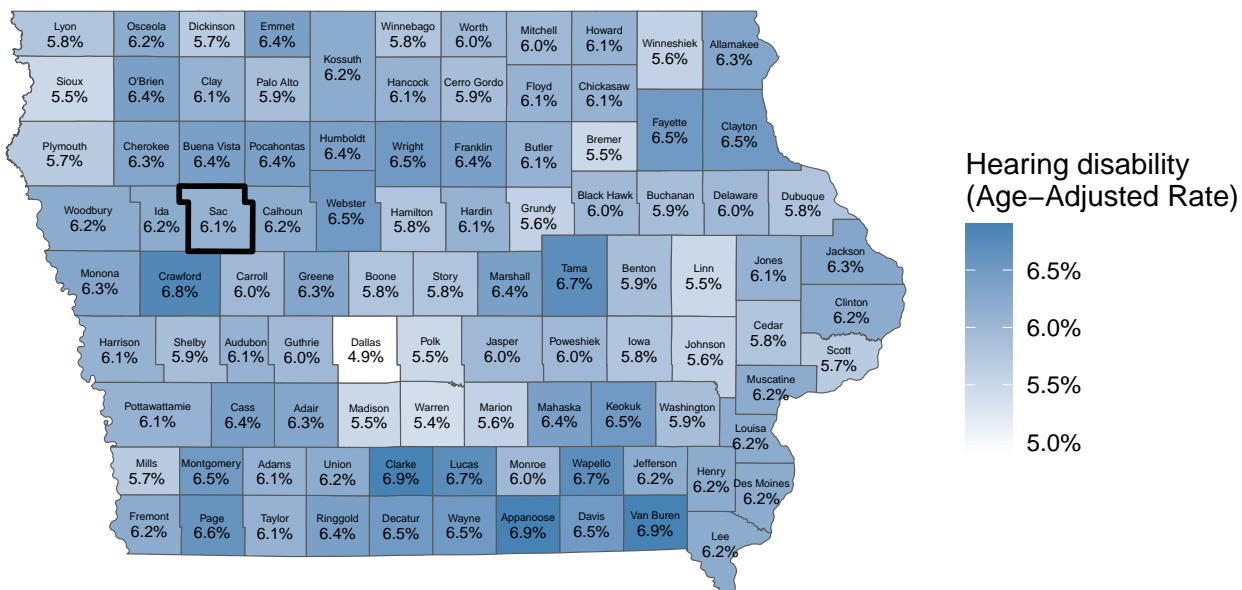 Lyon
5.8%
Osceola
6.2%
Dickinson
5.7%
Emmet
6.4%
Kossuth
6.2%
Winnebago
5.8%
Worth
6.0%
Mitchell
6.0%
Howard
6.1%
Winneshiek
5.6%
Allamakee
6.3%
Sioux
5.5%
O'Brien
6.4%
Clay
6.1%
Palo Alto
5.9%
Hancock
6.1%
Cerro Gordo
5.9%
Floyd
6.1%
Chickasaw
6.1%
Fayette
6.5%
Clayton
6.5%
Plymouth
5.7%
Cherokee
6.3%
Buena Vista
6.4%
Pocahontas
6.4%
Humboldt
6.4%
Wright
6.5%
Franklin
6.4%
Butler
6.1%
Bremer
5.5%
Woodbury
6.2%
Ida
6.2%
Sac
6.1%
Calhoun
6.2%
Webster
6.5%
Hamilton
5.8%
Hardin
6.1%
Grundy
5.6%
Black Hawk
6.0%
Buchanan
5.9%
Delaware
6.0%
Dubuque
5.8%
Monona
6.3%
Crawford
6.8%
Carroll
6.0%
Greene
6.3%
Boone
5.8%
Story
5.8%
Marshall
6.4%
Tama
6.7%
Benton
5.9%
Linn
5.5%
Jones
6.1%
Jackson
6.3%
Clinton
6.2%
Harrison
6.1%
Shelby
5.9%
Audubon
6.1%
Guthrie
6.0%
Dallas
4.9%
Polk
5.5%
Jasper
6.0%
Poweshiek
6.0%
Iowa
5.8%
Johnson
5.6%
Cedar
5.8%
Scott
5.7%
Muscatine
6.2%
Pottawattamie
6.1%
Cass
6.4%
Adair
6.3%
Madison
5.5%
Warren
5.4%
Marion
5.6%
Mahaska
6.4%
Keokuk
6.5%
Washington
5.9%
Louisa
6.2%
Mills
5.7%
Montgomery
6.5%
Adams
6.1%
Union
6.2%
Clarke
6.9%
Lucas
6.7%
Monroe
6.0%
Wapello
6.7%
Jefferson
6.2%
Henry
6.2%
Des Moines
6.2%
Fremont
6.2%
Page
6.6%
Taylor
6.1%
Ringgold
6.4%
Decatur
6.5%
Wayne
6.5%
Appanoose
6.9%
Davis
6.5%
Van Buren
6.9%
Lee
6.2%
Hearing disability
(Age−Adjusted Rate)
6.5%
6.0%
5.5%
5.0%